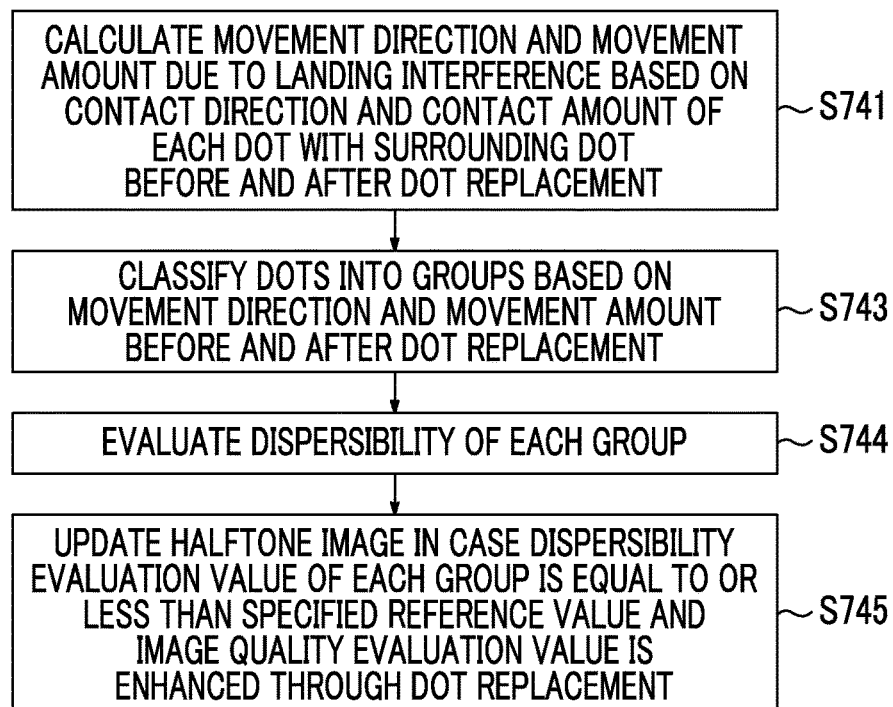 CALCULATE MOVEMENT DIRECTION AND MOVEMENT
AMOUNT DUE TO LANDING INTERFERENCE BASED ON
CONTACT DIRECTION AND CONTACT AMOUNT OF
EACH DOT WITH SURROUNDING DOT
BEFORE AND AFTER DOT REPLACEMENT
S741
CLASSIFY DOTS INTO GROUPS BASED ON
MOVEMENT DIRECTION AND MOVEMENT AMOUNT
BEFORE AND AFTER DOT REPLACEMENT
S743
EVALUATE DISPERSIBILITY OF EACH GROUP
S744
UPDATE HALFTONE IMAGE IN CASE DISPERSIBILITY
EVALUATION VALUE OF EACH GROUP IS EQUAL TO OR
LESS THAN SPECIFIED REFERENCE VALUE AND
IMAGE QUALITY EVALUATION VALUE IS
ENHANCED THROUGH DOT REPLACEMENT
S745